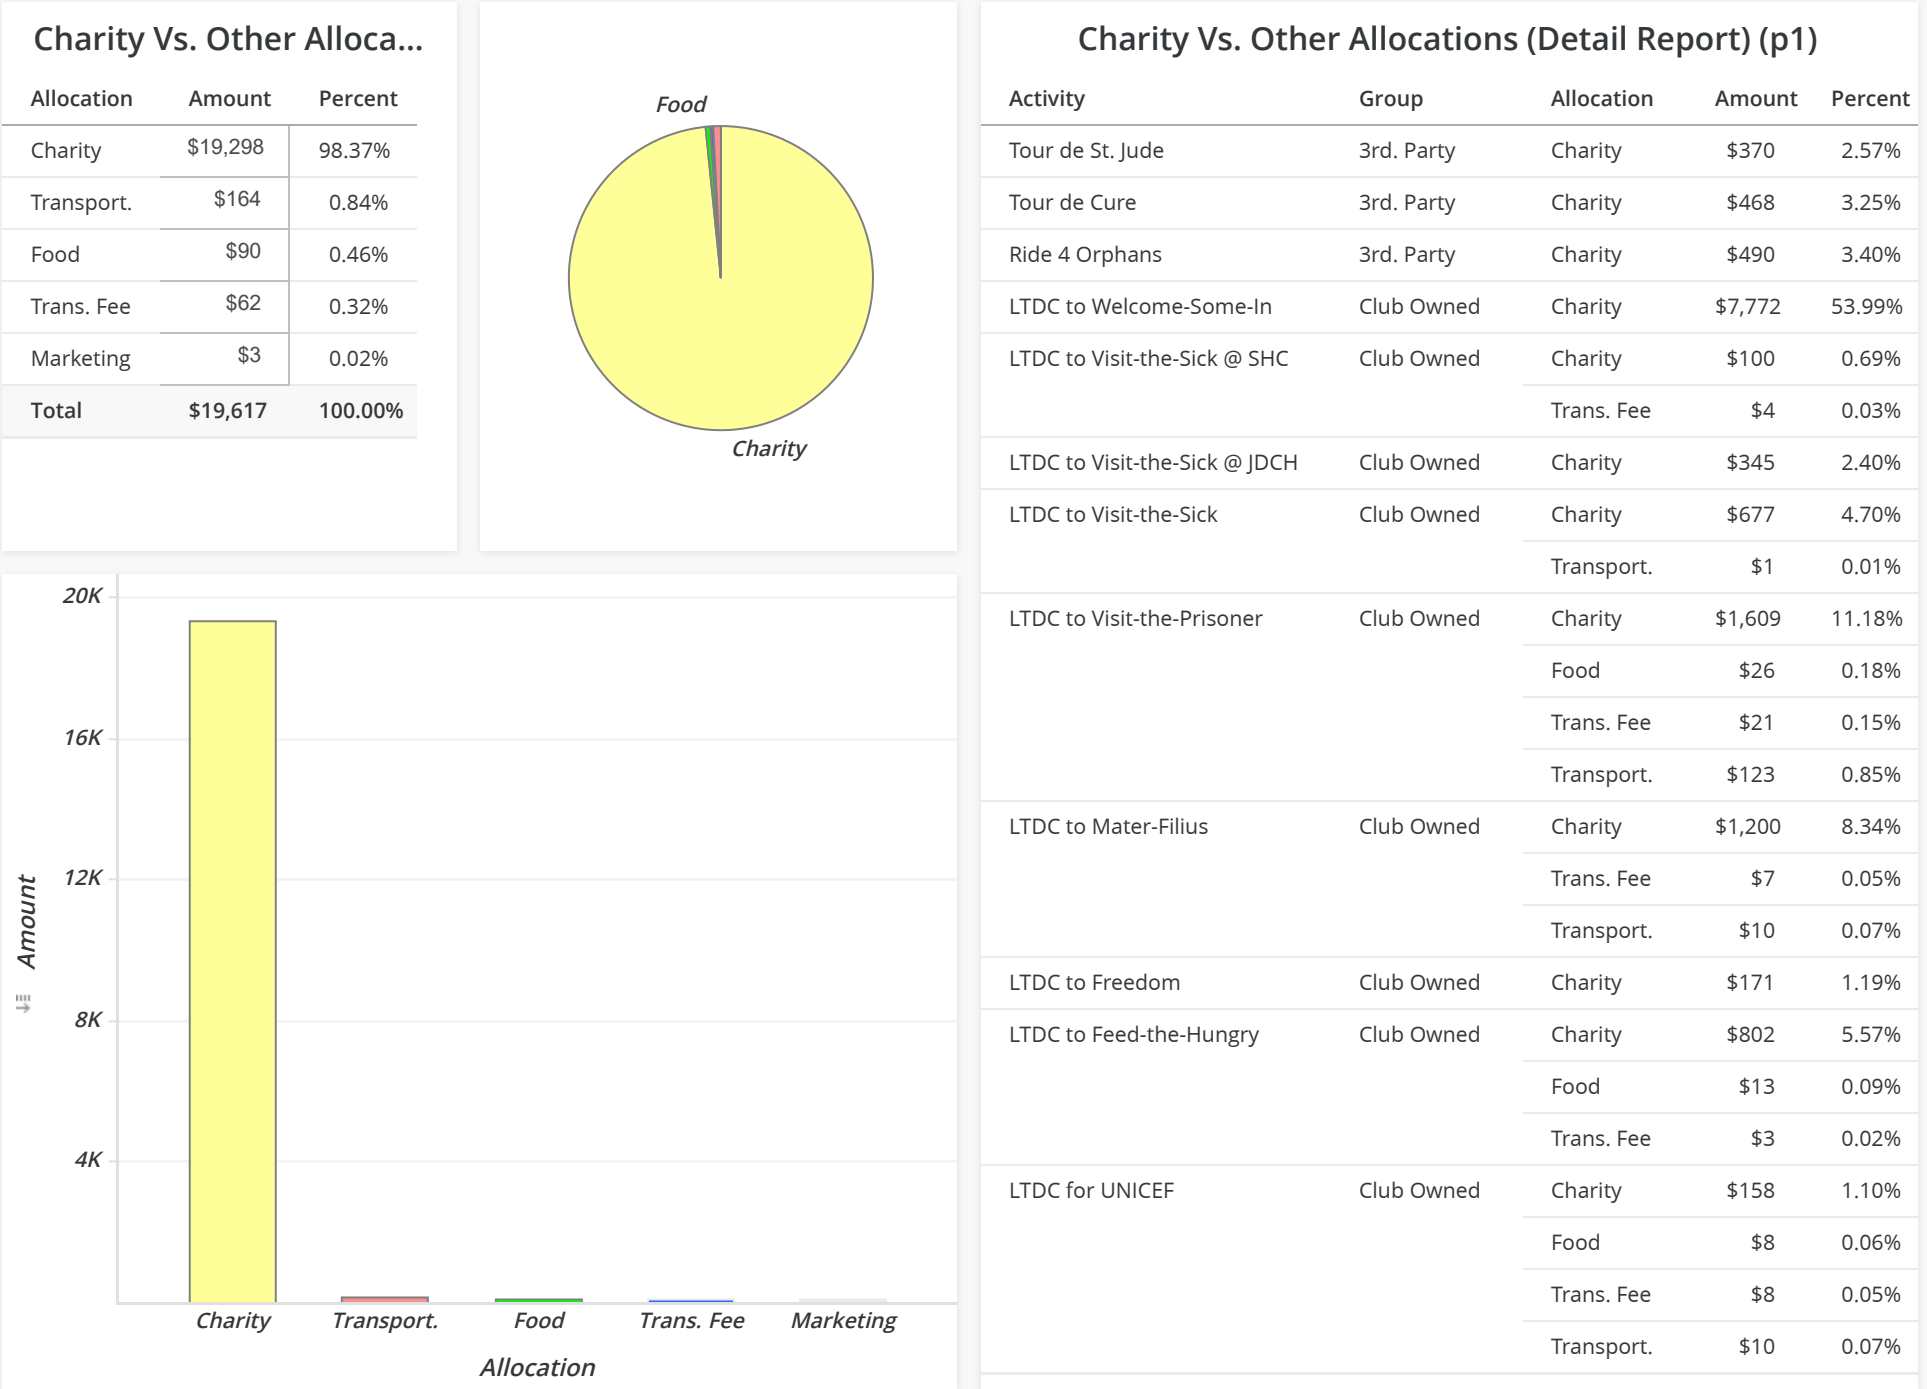 Charity Vs. Other Alloca...
Allocation Amount Percent
Charity $19,298 98.37%
Transport. $164 0.84%
Food $90 0.46%
Trans. Fee $62 0.32%
Marketing $3 0.02%
Total $19,617 100.00%
Food
Charity
20K
16K
12K
8K
4K
Amount
Charity Transport. Food Trans. Fee Marketing
Allocation
Charity Vs. Other Allocations (Detail Report) (p1)
Activity Group Allocation Amount Percent
Tour de St. Jude 3rd. Party Charity $370 2.57%
Tour de Cure 3rd. Party Charity $468 3.25%
Ride 4 Orphans 3rd. Party Charity $490 3.40%
LTDC to Welcome-Some-In Club Owned Charity $7,772 53.99%
LTDC to Visit-the-Sick @ SHC Club Owned Charity $100 0.69%
Trans. Fee $4 0.03%
LTDC to Visit-the-Sick @ JDCH Club Owned Charity $345 2.40%
LTDC to Visit-the-Sick Club Owned Charity $677 4.70%
Transport. $1 0.01%
LTDC to Visit-the-Prisoner Club Owned Charity $1,609 11.18%
Food $26 0.18%
Trans. Fee $21 0.15%
Transport. $123 0.85%
LTDC to Mater-Filius Club Owned Charity $1,200 8.34%
Trans. Fee $7 0.05%
Transport. $10 0.07%
LTDC to Freedom Club Owned Charity $171 1.19%
LTDC to Feed-the-Hungry Club Owned Charity $802 5.57%
Food $13 0.09%
Trans. Fee $3 0.02%
LTDC for UNICEF Club Owned Charity $158 1.10%
Food $8 0.06%
Trans. Fee $8 0.05%
Transport. $10 0.07%